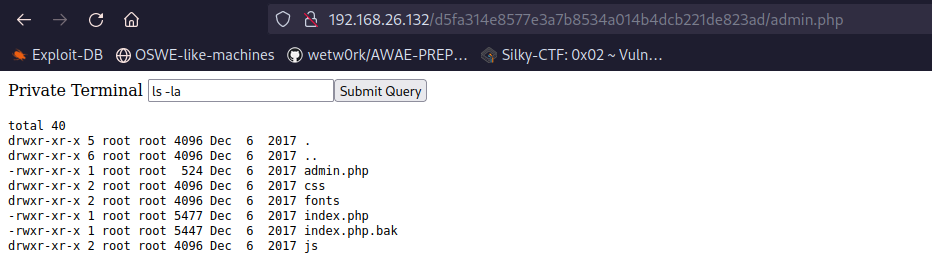 192.168.26.132/d5fa314e8577e3a7b8534a014b4dcb221de823ad/admin.php
Exploit-DB OSWE-like-machines wetw0rk/AWAE-PREP… Silky-CTF: 0x02 ~ Vuln…
Private Terminal ls -la Submit Query
total 40
drwxr-xr-x 5 root root 4096 Dec  6  2017 .
drwxr-xr-x 6 root root 4096 Dec  6  2017 ..
-rwxr-xr-x 1 root root  524 Dec  6  2017 admin.php
drwxr-xr-x 2 root root 4096 Dec  6  2017 css
drwxr-xr-x 2 root root 4096 Dec  6  2017 fonts
-rwxr-xr-x 1 root root 5477 Dec  6  2017 index.php
-rwxr-xr-x 1 root root 5447 Dec  6  2017 index.php.bak
drwxr-xr-x 2 root root 4096 Dec  6  2017 js